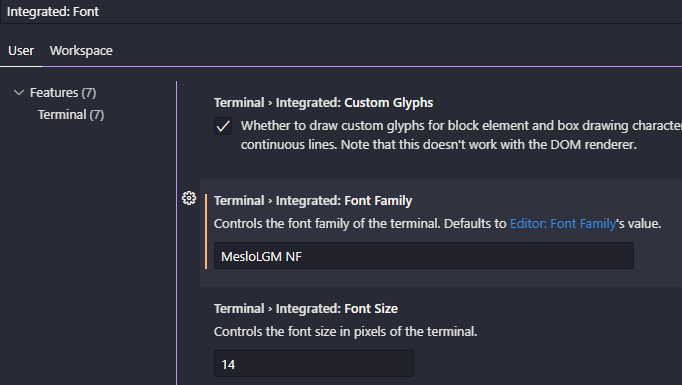 Integrated: Font
User Workspace
Features (7)
Terminal (7)
Terminal › Integrated: Custom Glyphs
Whether to draw custom glyphs for block element and box drawing character
continuous lines. Note that this doesn't work with the DOM renderer.
Terminal › Integrated: Font Family
Controls the font family of the terminal. Defaults to Editor: Font Family's value.
MesloLGM NF
Terminal › Integrated: Font Size
Controls the font size in pixels of the terminal.
14